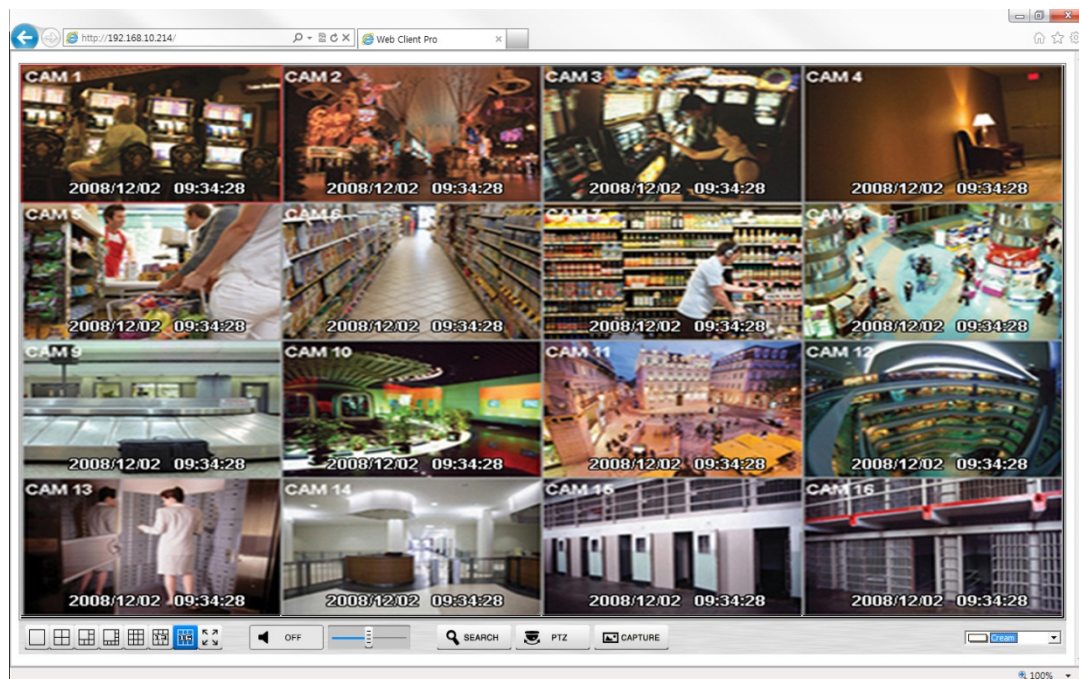 http://192.168.10.214/
Web Client Pro
CAM 1
2008/12/02 09:34:28
CAM 2
2008/12/02 09:34:28
CAM 3
2008/12/02 09:34:28
CAM 4
2008/12/02 09:34:28
CAM 5
2008/12/02 09:34:28
CAM 6
2008/12/02 09:34:28
CAM 7
2008/12/02 09:34:28
CAM 8
2008/12/02 09:34:28
CAM 9
2008/12/02 09:34:28
CAM 10
2008/12/02 09:34:28
CAM 11
2008/12/02 09:34:28
CAM 12
2008/12/02 09:34:28
CAM 13
2008/12/02 09:34:28
CAM 14
2008/12/02 09:34:28
CAM 15
2008/12/02 09:34:28
CAM 16
2008/12/02 09:34:28
OFF
SEARCH
PTZ
CAPTURE
Cream
100%